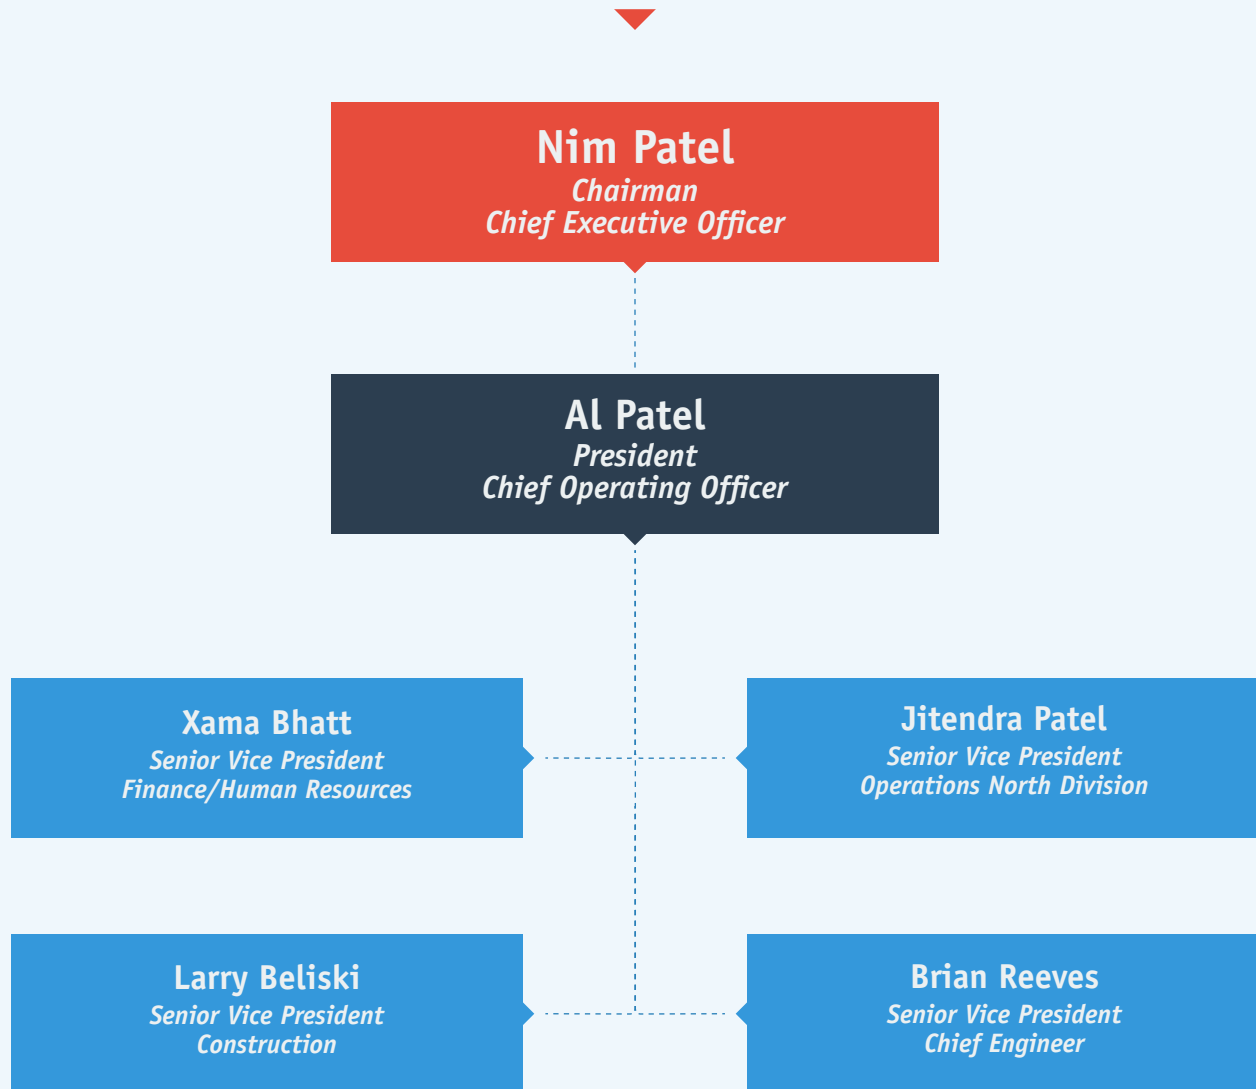 Nim Patel
Chairman
Chief Executive Officer
Al Patel
President
Chief Operating Officer
Xama Bhatt
Senior Vice President
Finance/Human Resources
Jitendra Patel
Senior Vice President
Operations North Division
Larry Beliski
Senior Vice President
Construction
Brian Reeves
Senior Vice President
Chief Engineer